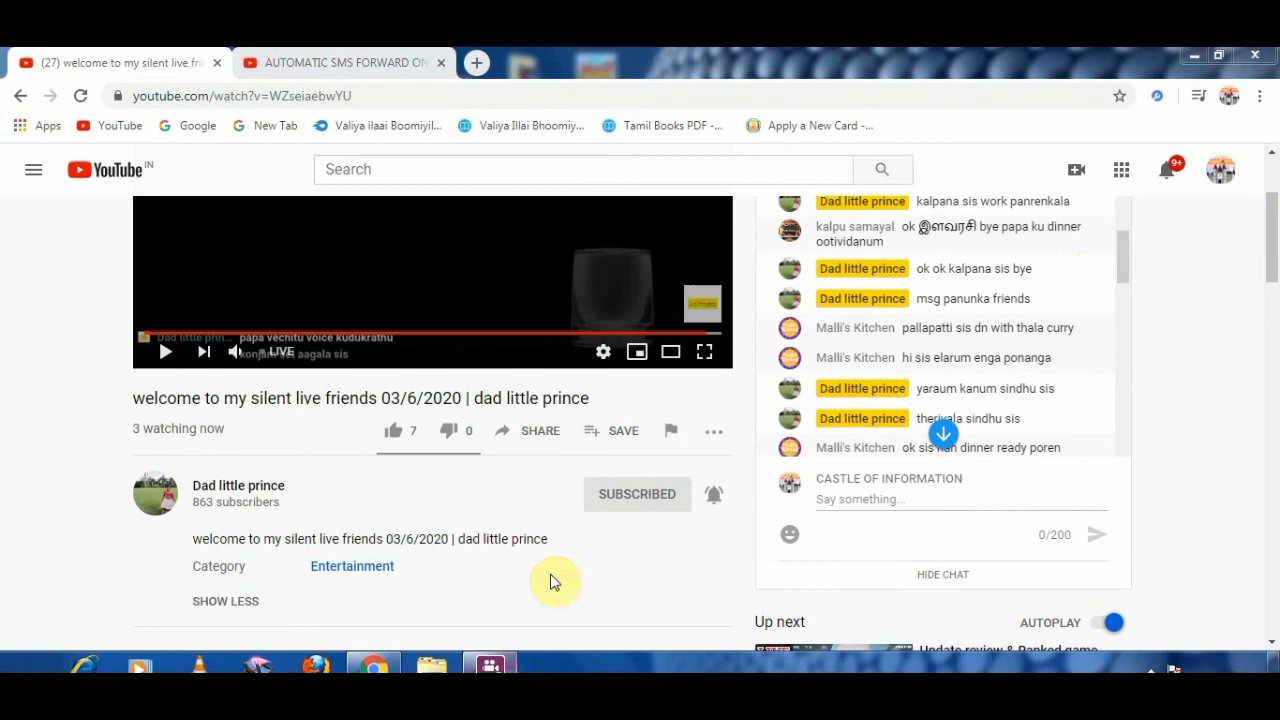 (27) welcome to my silent live fri
AUTOMATIC SMS FORWARD ON
youtube.com/watch?v=WZseiaebwYU
Apps YouTube Google New Tab Valiya ilaai Boomiyil... Valiya Illai Bhoomiy... Tamil Books PDF -... Apply a New Card -...
YouTube IN
Search
9+
Dad little prince kalpana sis work panrenkala
kalpu samayal ok இளவரசி bye papa ku dinner
ootividanum
Dad little prince ok ok kalpana sis bye
Dad little prince msg panunka friends
Malli's Kitchen pallapatti sis dn with thala curry
Malli's Kitchen hi sis elarum enga ponanga
Dad little prince yaraum kanum sindhu sis
Dad little prince theriyala sindhu sis
Malli's Kitchen ok sis nan dinner ready poren
CASTLE OF INFORMATION
Say something...
0/200
HIDE CHAT
Up next
AUTOPLAY
Update review & Ranked game
Dad little prin... papa vechitu voice kudukrathu
konjam set aagala sis
LIVE
welcome to my silent live friends 03/6/2020 | dad little prince
3 watching now
7 0 SHARE SAVE
Dad little prince
863 subscribers
SUBSCRIBED
welcome to my silent live friends 03/6/2020 | dad little prince
Category Entertainment
SHOW LESS